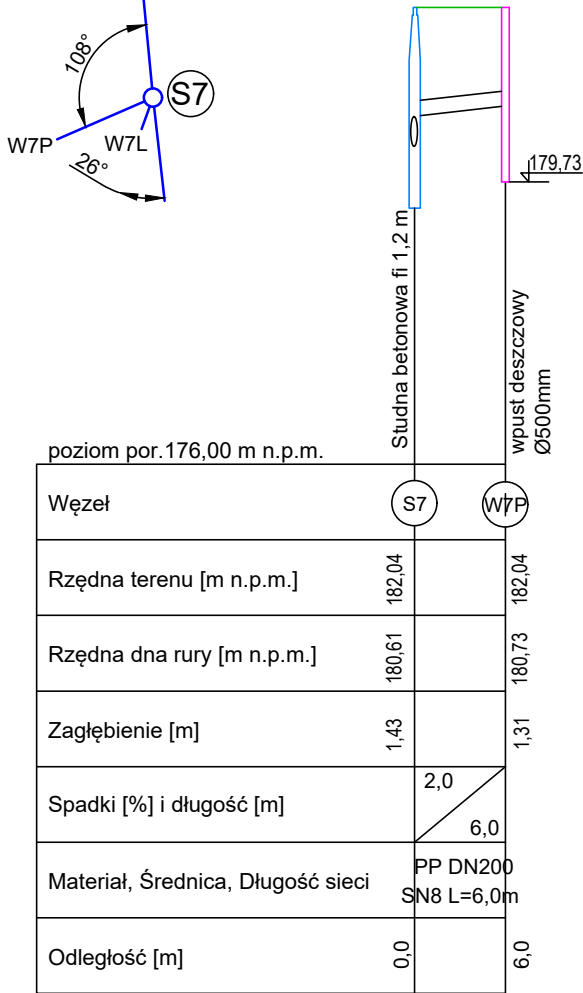 108°
S7
W7P
W7L
26°
179,73
Studna betonowa fi 1,2 m
wpust deszczowy
Ø500mm
poziom por.176,00 m n.p.m.
Węzeł
S7
W7P
Rzędna terenu [m n.p.m.]
182,04
182,04
Rzędna dna rury [m n.p.m.]
180,61
180,73
Zagłębienie [m]
1,43
1,31
Spadki [%] i długość [m]
2,0
6,0
Materiał, Średnica, Długość sieci
PP DN200
SN8 L=6,0m
Odległość [m]
0,0
6,0